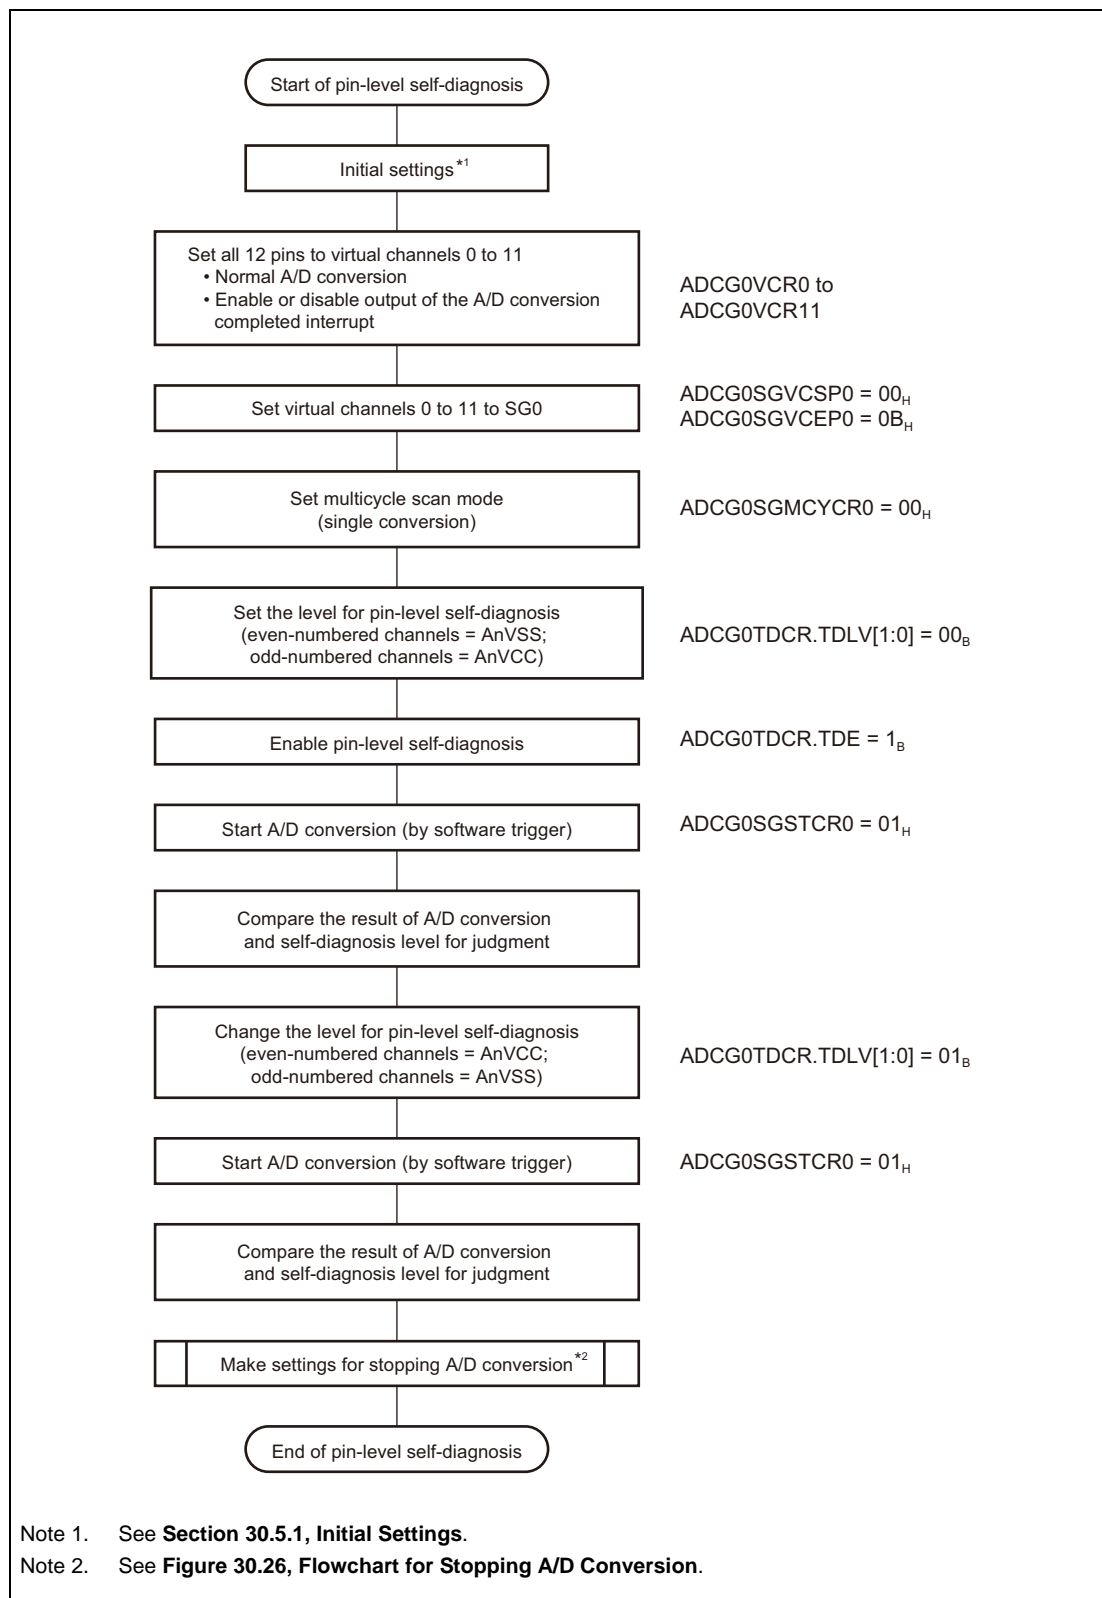 Start of pin-level self-diagnosis
Initial settings*1
Set all 12 pins to virtual channels 0 to 11
• Normal A/D conversion
• Enable or disable output of the A/D conversion
completed interrupt
ADCG0VCR0 to
ADCG0VCR11
Set virtual channels 0 to 11 to SG0
ADCG0SGVCSP0 = 00H
ADCG0SGVCEP0 = 0BH
Set multicycle scan mode
(single conversion)
ADCG0SGMCYCR0 = 00H
Set the level for pin-level self-diagnosis
(even-numbered channels = AnVSS;
odd-numbered channels = AnVCC)
ADCG0TDCR.TDLV[1:0] = 00B
Enable pin-level self-diagnosis
ADCG0TDCR.TDE = 1B
Start A/D conversion (by software trigger)
ADCG0SGSTCR0 = 01H
Compare the result of A/D conversion
and self-diagnosis level for judgment
Change the level for pin-level self-diagnosis
(even-numbered channels = AnVCC;
odd-numbered channels = AnVSS)
ADCG0TDCR.TDLV[1:0] = 01B
Start A/D conversion (by software trigger)
ADCG0SGSTCR0 = 01H
Compare the result of A/D conversion
and self-diagnosis level for judgment
Make settings for stopping A/D conversion*2
End of pin-level self-diagnosis
Note 1. See Section 30.5.1, Initial Settings.
Note 2. See Figure 30.26, Flowchart for Stopping A/D Conversion.